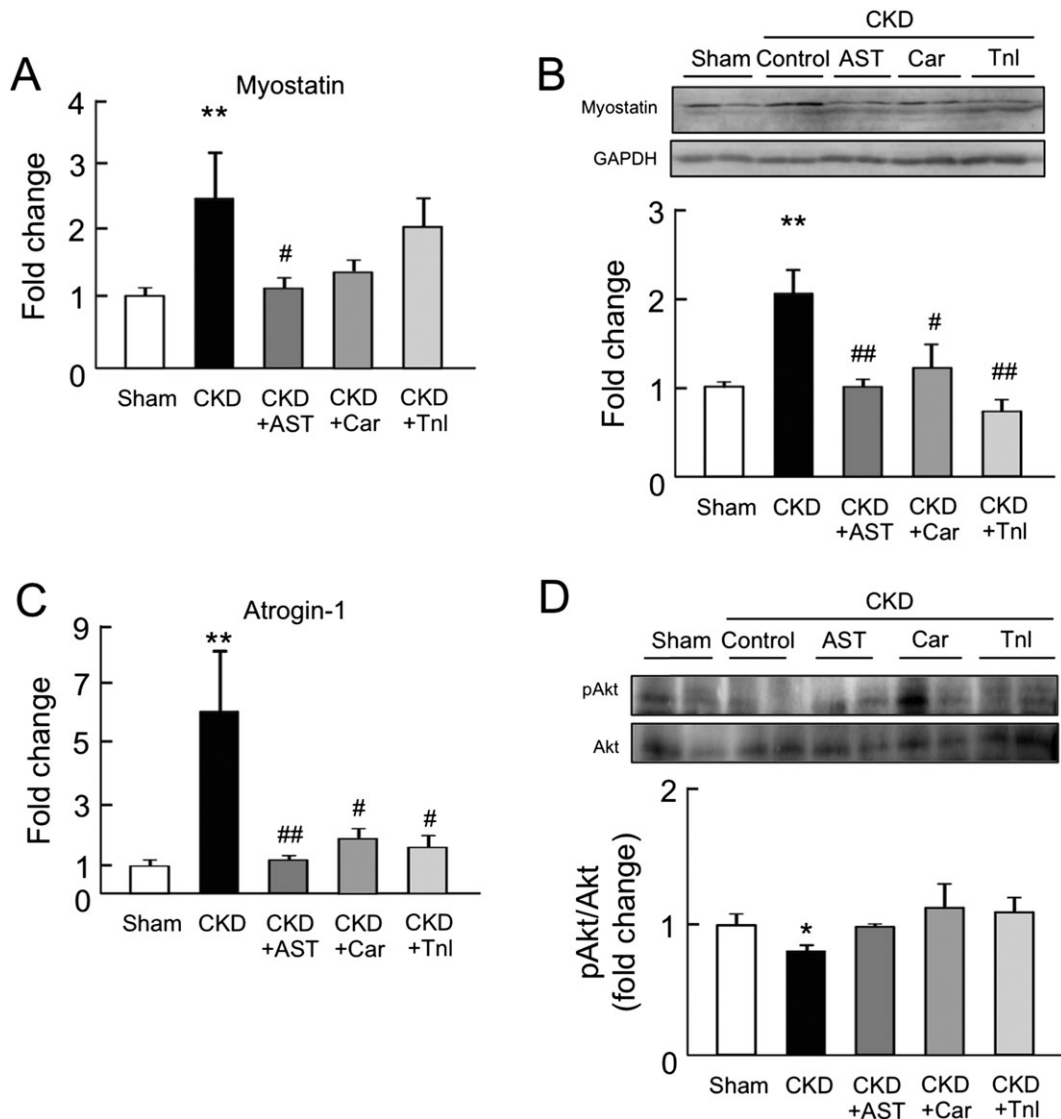 A
Myostatin
Fold change
4
3
2
1
0
**
#
Sham
CKD
CKD
+AST
CKD
+Car
CKD
+Tnl
B
CKD
Sham Control AST Car Tnl
Myostatin
GAPDH
Fold change
3
2
1
0
**
##
#
##
Sham
CKD
CKD
+AST
CKD
+Car
CKD
+Tnl
C
Atrogin-1
Fold change
9
7
5
3
1
0
**
##
#
#
Sham
CKD
CKD
+AST
CKD
+Car
CKD
+Tnl
D
CKD
Sham Control AST Car Tnl
pAkt
Akt
pAkt/Akt
(fold change)
2
1
0
*
Sham
CKD
CKD
+AST
CKD
+Car
CKD
+Tnl